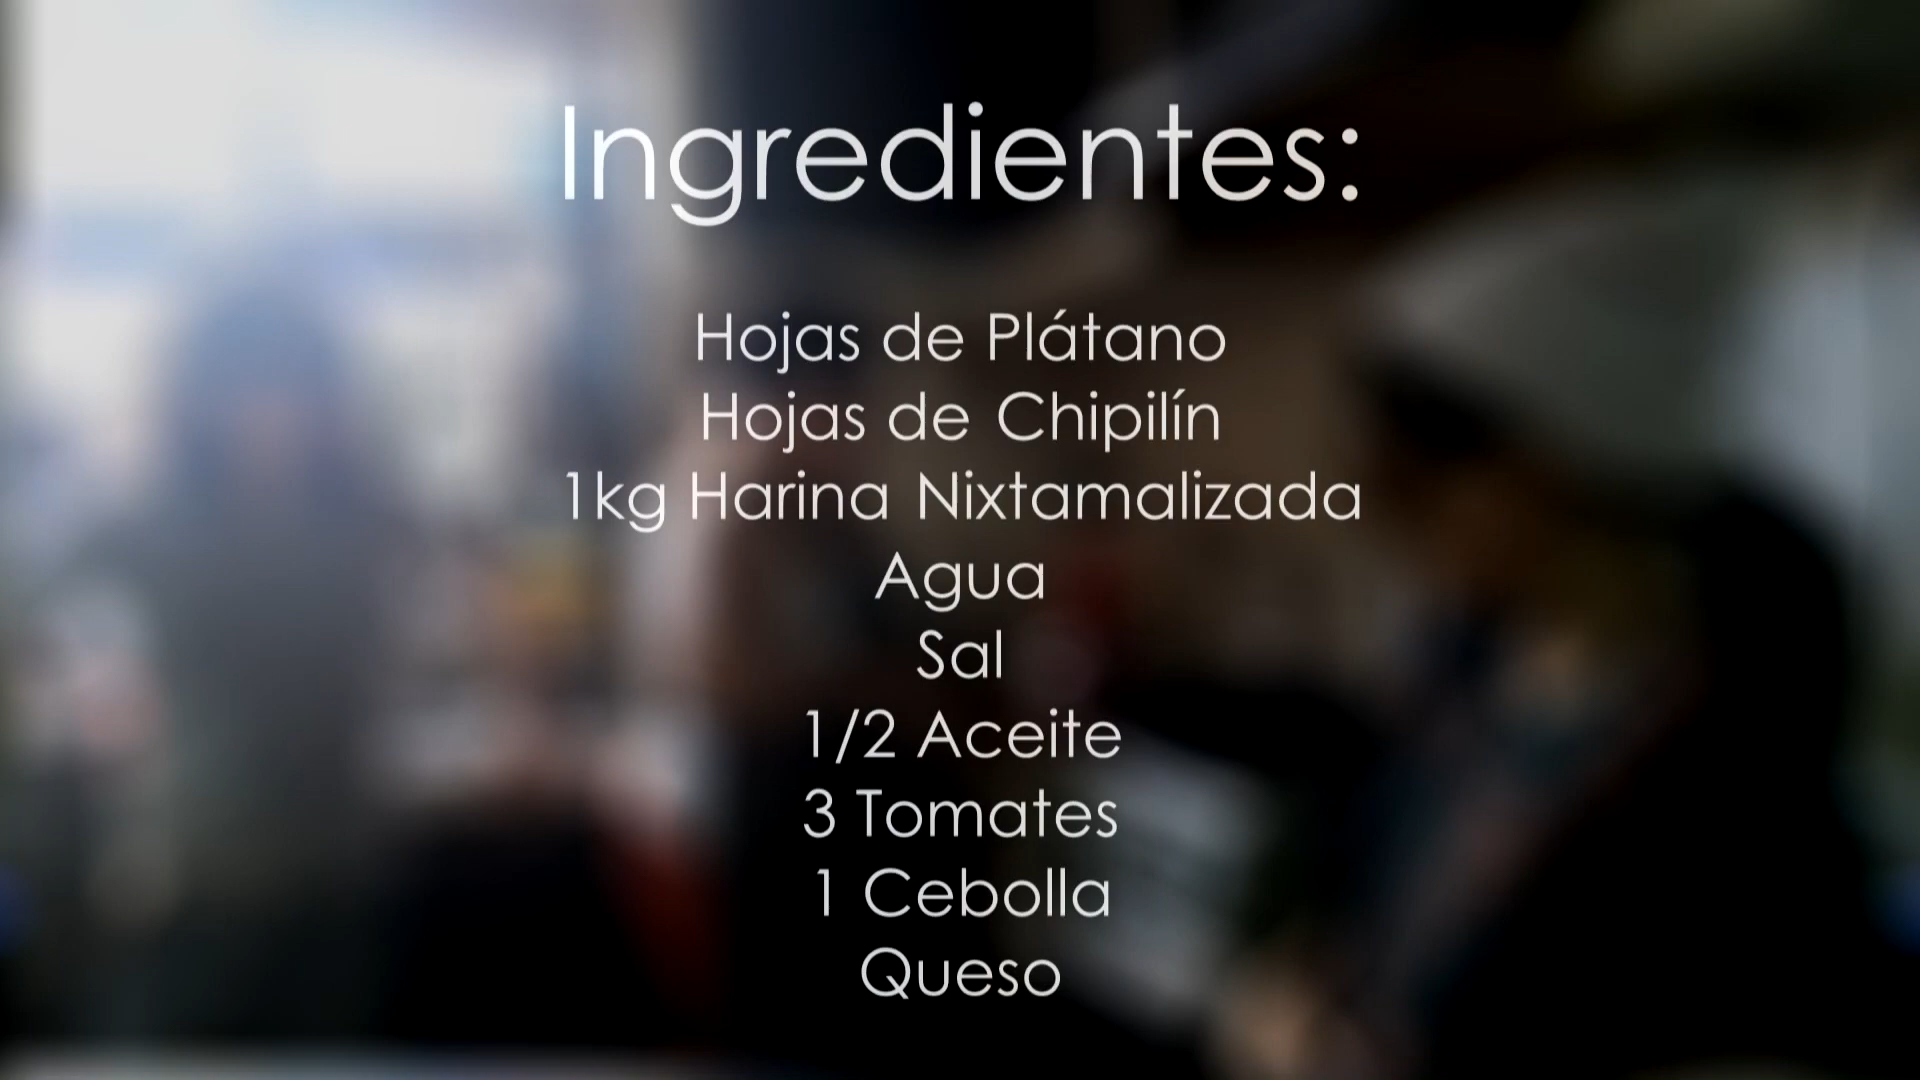 Ingredientes:
Hojas de Plátano
Hojas de Chipilín
1kg Harina Nixtamalizada
Agua
Sal
1/2 Aceite
3 Tomates
1 Cebolla
Queso